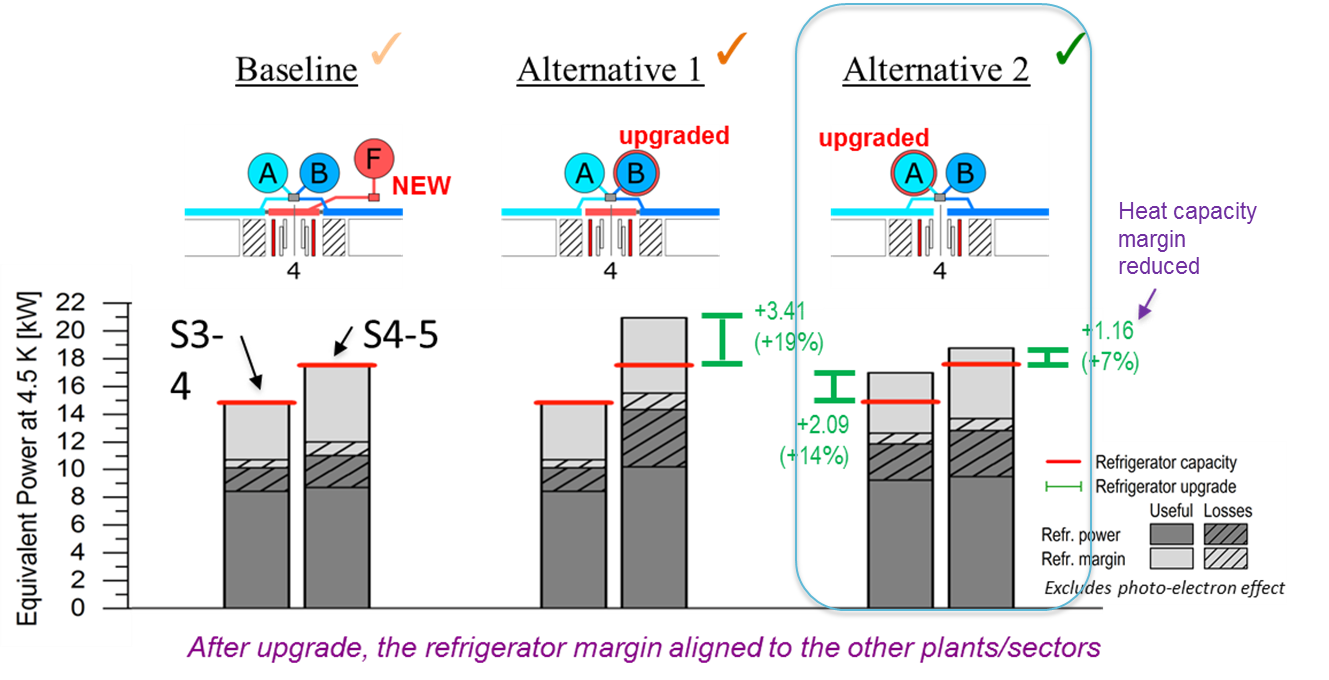 Baseline ✓
Alternative 1 ✓
Alternative 2 ✓
A B F
NEW
4
upgraded
A B
4
upgraded
A B
4
Heat capacity
margin
reduced
Equivalent Power at 4.5 K [kW]
22
20
18
16
14
12
10
8
6
4
2
0
S3-
4
S4-5
+3.41
(+19%)
+2.09
(+14%)
+1.16
(+7%)
Refrigerator capacity
Refrigerator upgrade
Useful Losses
Refr. power
Refr. margin
Excludes photo-electron effect
After upgrade, the refrigerator margin aligned to the other plants/sectors